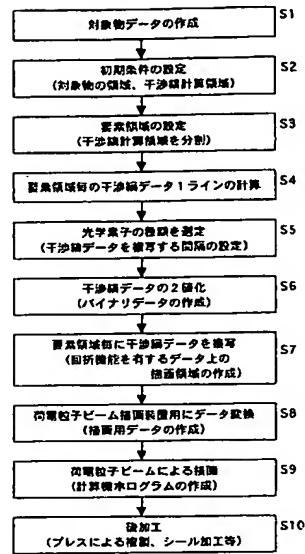 対象物データの作成
S1
初期条件の設定
(対象物の領域、干渉縞計算領域)
S2
要素領域の設定
(干渉縞計算領域を分割)
S3
要素領域毎の干渉縞データ1ラインの計算
S4
光学素子の種類を選定
(干渉縞データを複写する間隔の設定)
S5
干渉縞データの2値化
(バイナリデータの作成)
S6
要素領域毎に干渉縞データを複写
(回折機能を有するデータ上の
描画領域の作成)
S7
荷電粒子ビーム描画装置用にデータ変換
(描画用データの作成)
S8
荷電粒子ビームによる描画
(計算機ホログラムの作成)
S9
後加工
(プレスによる複製、シール加工等)
S10